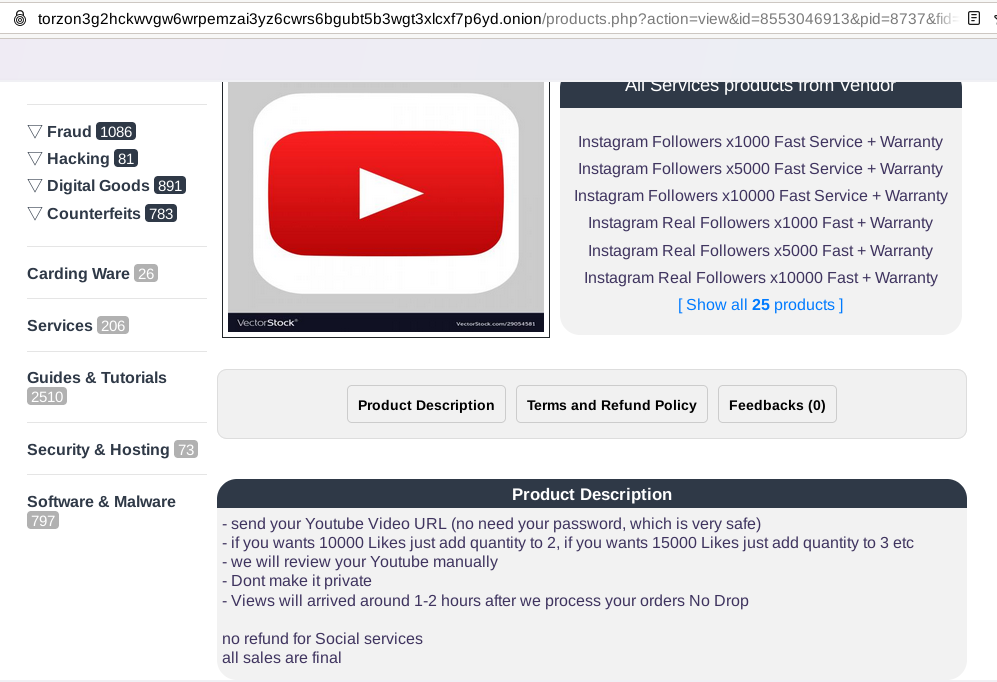 torzon3g2hckwvgw6wrpemzai3yz6cwrs6bgubt5b3wgt3xlcxf7p6yd.onion/products.php?action=view&id=8553046913&pid=8737&fid=
All Services products from Vendor
Fraud 1086
Hacking 81
Digital Goods 891
Counterfeits 783
Carding Ware 26
Services 206
Guides & Tutorials
2510
Security & Hosting 73
Software & Malware
797
VectorStock®
VectorStock.com/29054581
Instagram Followers x1000 Fast Service + Warranty
Instagram Followers x5000 Fast Service + Warranty
Instagram Followers x10000 Fast Service + Warranty
Instagram Real Followers x1000 Fast + Warranty
Instagram Real Followers x5000 Fast + Warranty
Instagram Real Followers x10000 Fast + Warranty
[ Show all 25 products ]
Product Description
Terms and Refund Policy
Feedbacks (0)
Product Description
- send your Youtube Video URL (no need your password, which is very safe)
- if you wants 10000 Likes just add quantity to 2, if you wants 15000 Likes just add quantity to 3 etc
- we will review your Youtube manually
- Dont make it private
- Views will arrived around 1-2 hours after we process your orders No Drop
no refund for Social services
all sales are final